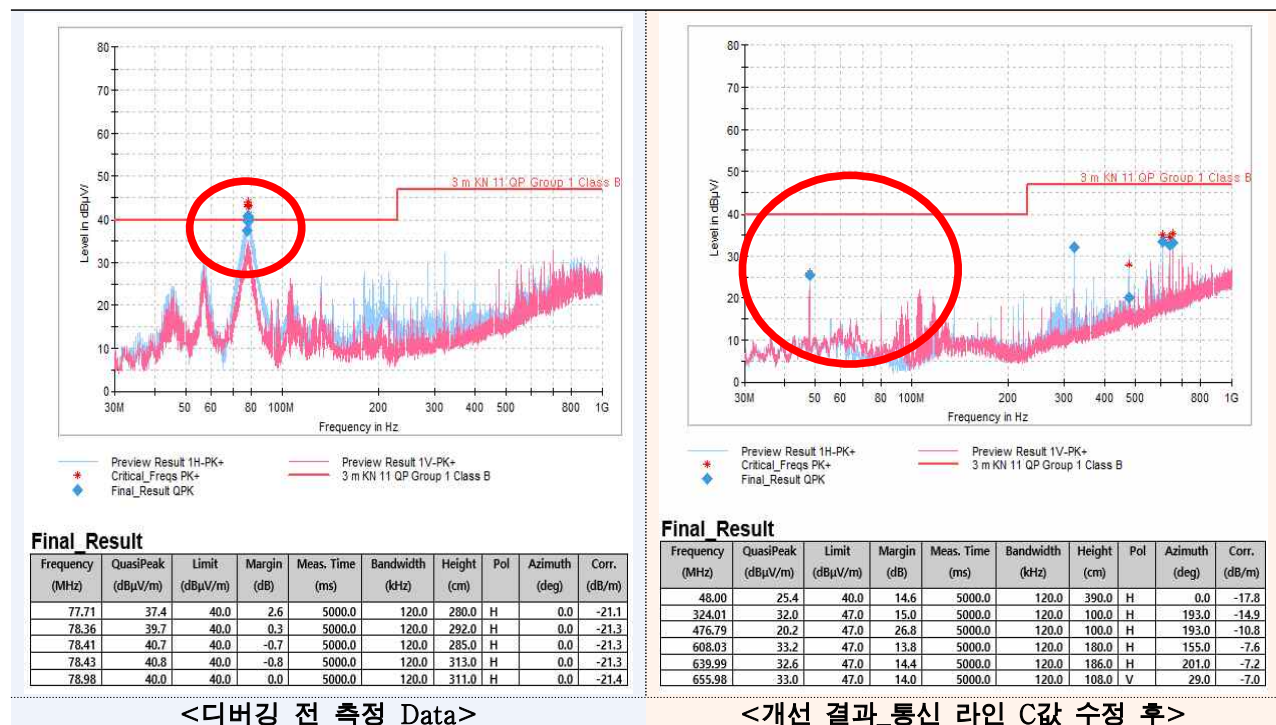 80
70
60
50
40
30
20
10
0
Level in dBµV/
3 m KN 11 QP Group 1 Class B
30M 50 60 80 100M 200 300 400 500 800 1G
Frequency in Hz
Preview Result 1H-PK+ Preview Result 1V-PK+
Critical_Freqs PK+ 3 m KN 11 QP Group 1 Class B
Final_Result QPK
Final_Result
Frequency QuasiPeak Limit Margin Meas. Time Bandwidth Height Pol Azimuth Corr.
(MHz) (dBµV/m) (dBµV/m) (dB) (ms) (kHz) (cm) (deg) (dB/m)
77.71 37.4 40.0 2.6 5000.0 120.0 280.0 H 0.0 -21.1
78.36 39.7 40.0 0.3 5000.0 120.0 292.0 H 0.0 -21.3
78.41 40.7 40.0 -0.7 5000.0 120.0 285.0 H 0.0 -21.3
78.43 40.8 40.0 -0.8 5000.0 120.0 313.0 H 0.0 -21.3
78.98 40.0 40.0 0.0 5000.0 120.0 311.0 H 0.0 -21.4
<디버깅 전 측정 Data>
80
70
60
50
40
30
20
10
0
Level in dBµV/
3 m KN 11 QP Group 1 Class B
30M 50 60 80 100M 200 300 400 500 800 1G
Frequency in Hz
Preview Result 1H-PK+ Preview Result 1V-PK+
Critical_Freqs PK+ 3 m KN 11 QP Group 1 Class B
Final_Result QPK
Final_Result
Frequency QuasiPeak Limit Margin Meas. Time Bandwidth Height Pol Azimuth Corr.
(MHz) (dBµV/m) (dBµV/m) (dB) (ms) (kHz) (cm) (deg) (dB/m)
48.00 25.4 40.0 14.6 5000.0 120.0 390.0 H 0.0 -17.8
324.01 32.0 47.0 15.0 5000.0 120.0 100.0 H 193.0 -14.9
476.79 20.2 47.0 26.8 5000.0 120.0 100.0 H 193.0 -10.8
608.03 33.2 47.0 13.8 5000.0 120.0 180.0 H 155.0 -7.6
639.99 32.6 47.0 14.4 5000.0 120.0 186.0 H 201.0 -7.2
655.98 33.0 47.0 14.0 5000.0 120.0 108.0 V 29.0 -7.0
<개선 결과_통신 라인 C값 수정 후>